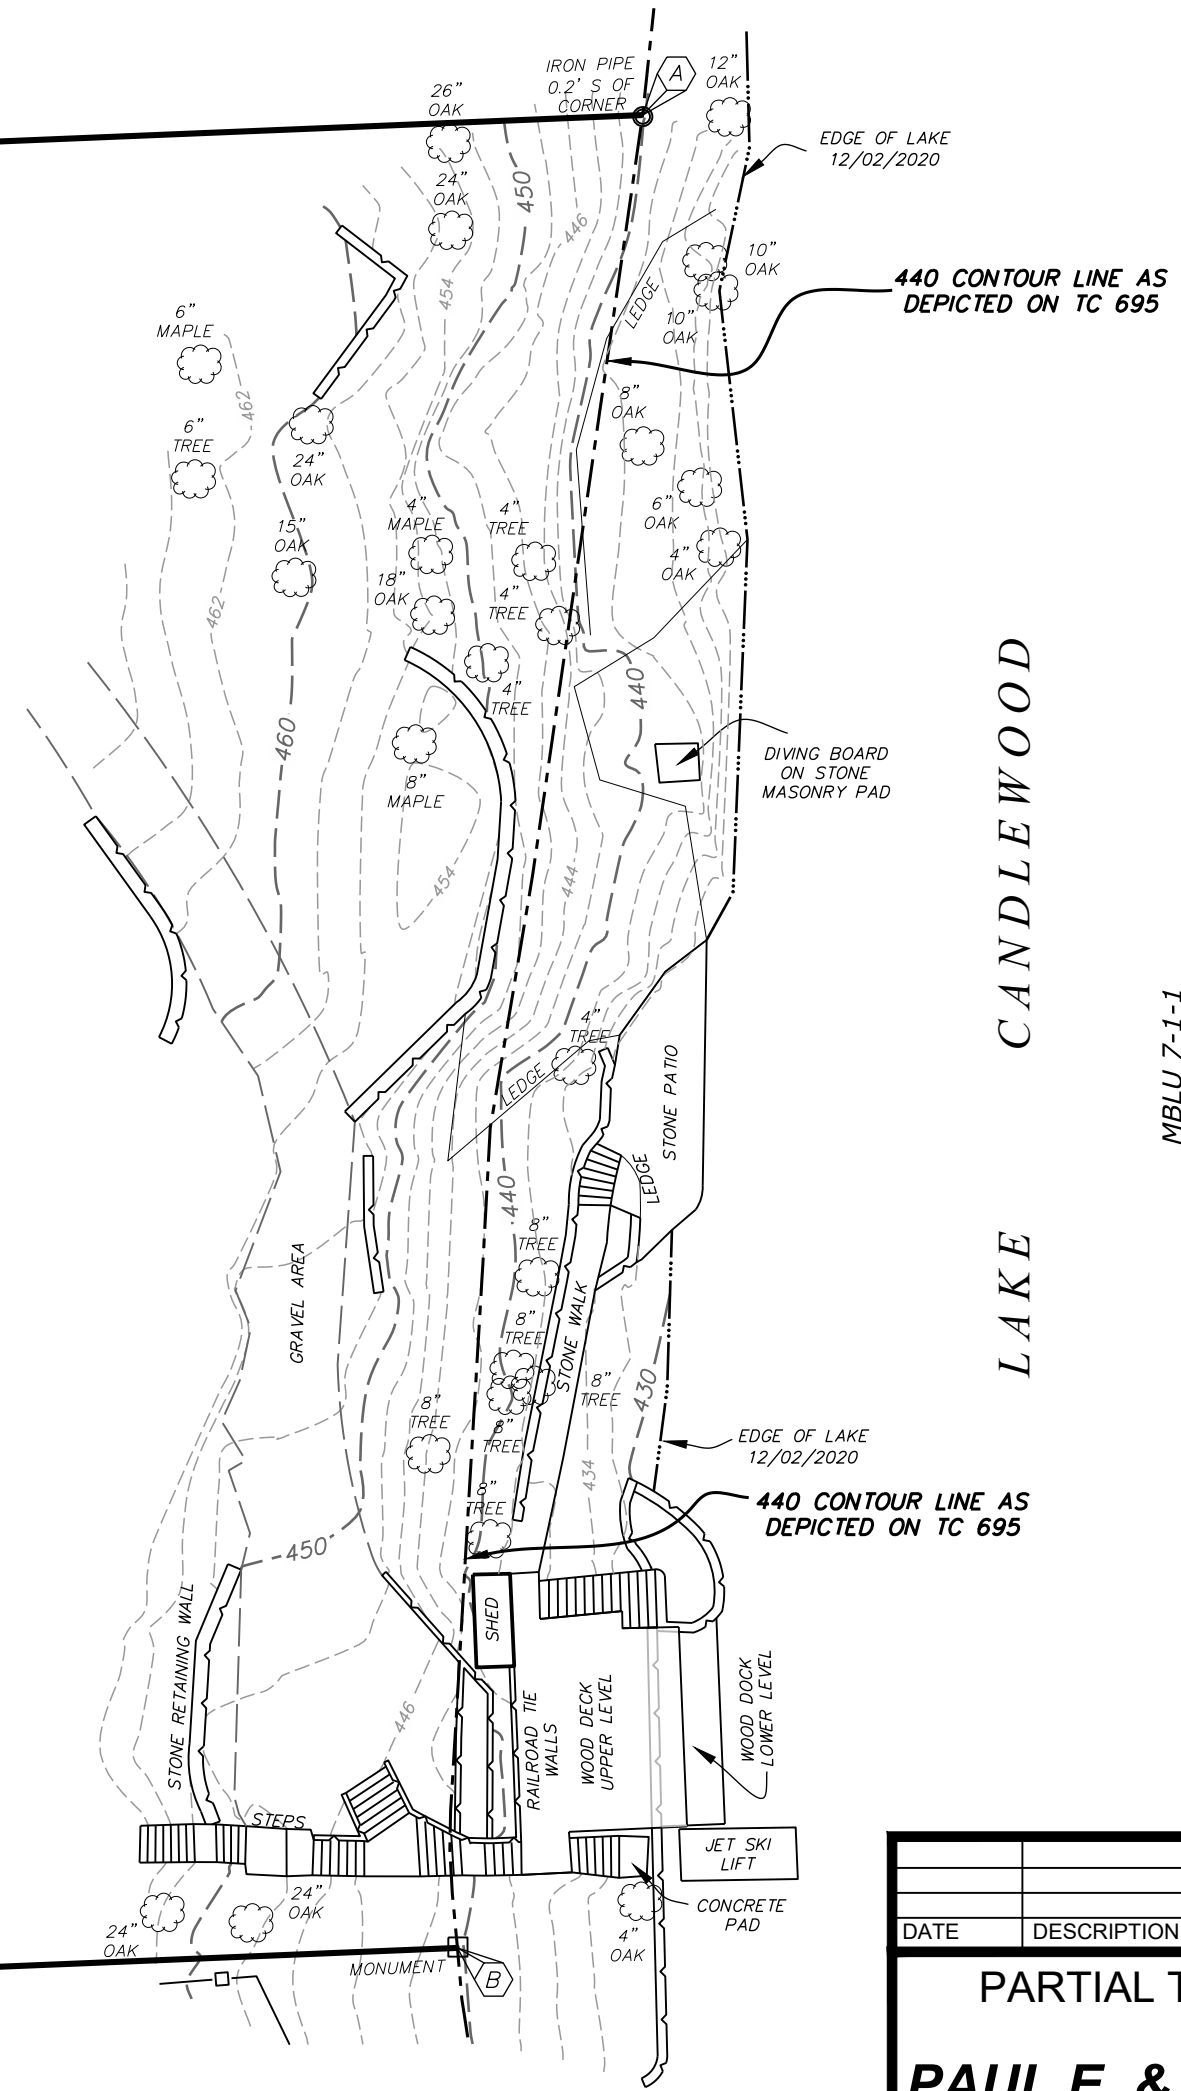 IRON PIPE
0.2' S OF
CORNER
A
12"
OAK
26"
OAK
EDGE OF LAKE
12/02/2020
24"
OAK
450
446
10"
OAK
440 CONTOUR LINE AS
DEPICTED ON TC 695
454
LEDGE
10"
OAK
6"
MAPLE
462
8"
OAK
6"
TREE
24"
OAK
4"
MAPLE
4"
TREE
6"
OAK
15"
OAK
4"
OAK
18"
OAK
4"
TREE
462
4"
TREE
440
460
DIVING BOARD
ON STONE
MASONRY PAD
8"
MAPLE
454
444
LAKE CANDLEWOOD
MBLU 7-1-1
4"
TREE
LEDGE
STONE PATIO
LEDGE
440
8"
TREE
GRAVEL AREA
STONE WALK
8"
TREE
8"
TREE
430
8"
TREE
8"
TREE
EDGE OF LAKE
12/02/2020
434
8"
TREE
440 CONTOUR LINE AS
DEPICTED ON TC 695
450
SHED
STONE RETAINING WALL
446
RAILROAD TIE
WALLS
WOOD DECK
UPPER LEVEL
WOOD DOCK
LOWER LEVEL
STEPS
JET SKI
LIFT
24"
OAK
24"
OAK
CONCRETE
PAD
4"
OAK
MONUMENT
B
DATE DESCRIPTION
PARTIAL T
PAUL E &